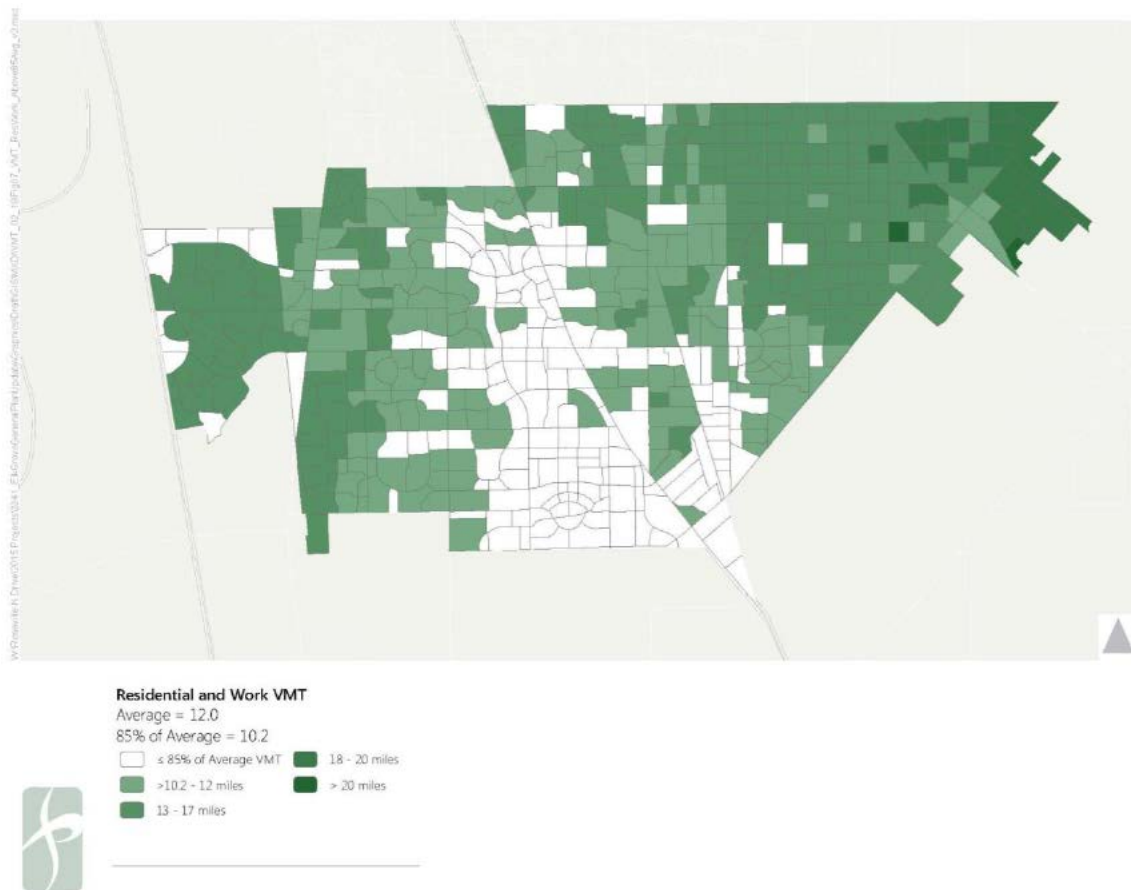 Residential and Work VMT
Average = 12.0
85% of Average = 10.2
≤ 85% of Average VMT
>10.2 - 12 miles
13 - 17 miles
18 - 20 miles
> 20 miles